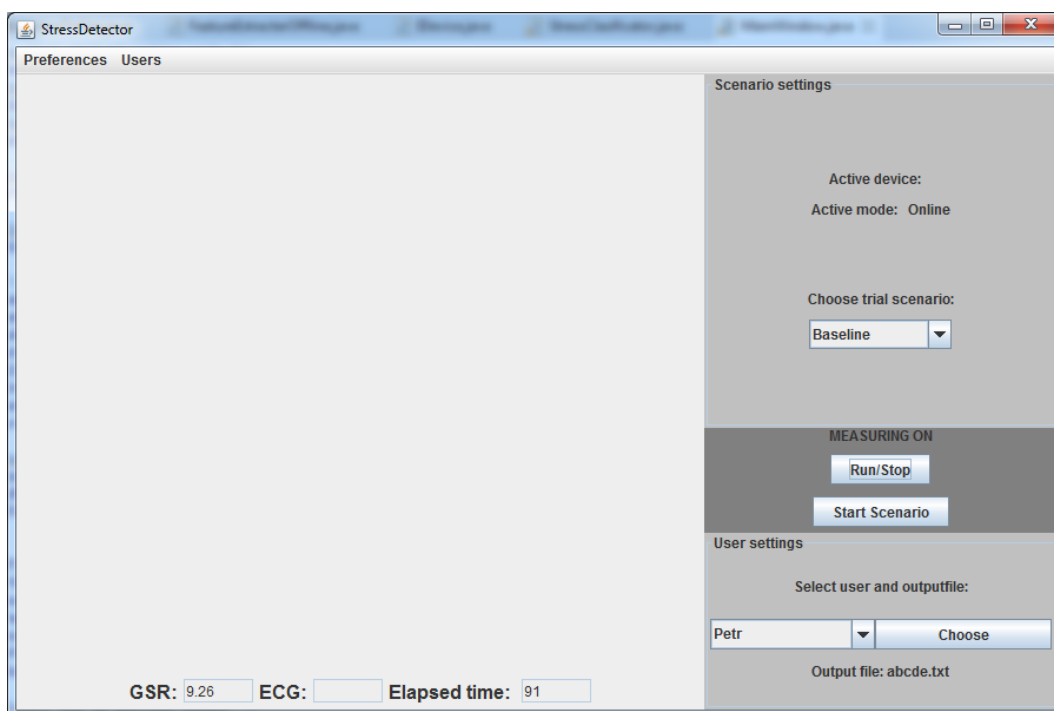 StressDetector
Preferences Users
Scenario settings
Active device:
Active mode: Online
Choose trial scenario:
Baseline
MEASURING ON
Run/Stop
Start Scenario
User settings
Select user and outputfile:
Petr Choose
Output file: abcde.txt
GSR: 9.26 ECG: Elapsed time: 91